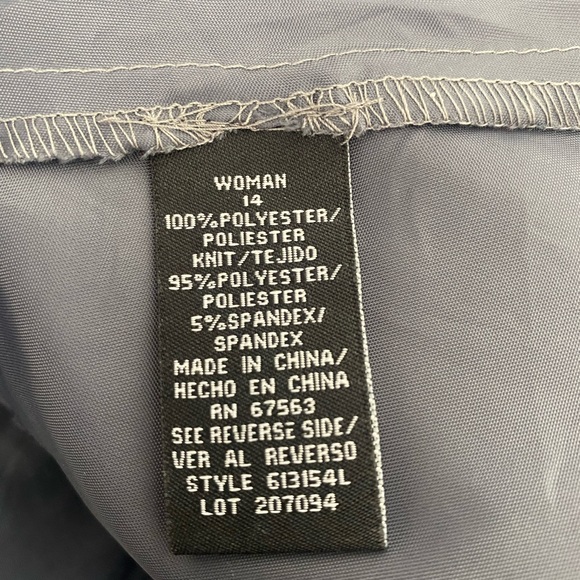 WOMAN
14
100%POLYESTER/
POLIESTER
KNIT/TEJIDO
95%POLYESTER/
POLIESTER
5%SPANDEX/
SPANDEX
MADE IN CHINA/
HECHO EN CHINA
RN 67563
SEE REVERSE SIDE/
VER AL REVERSO
STYLE 613154L
LOT 207094